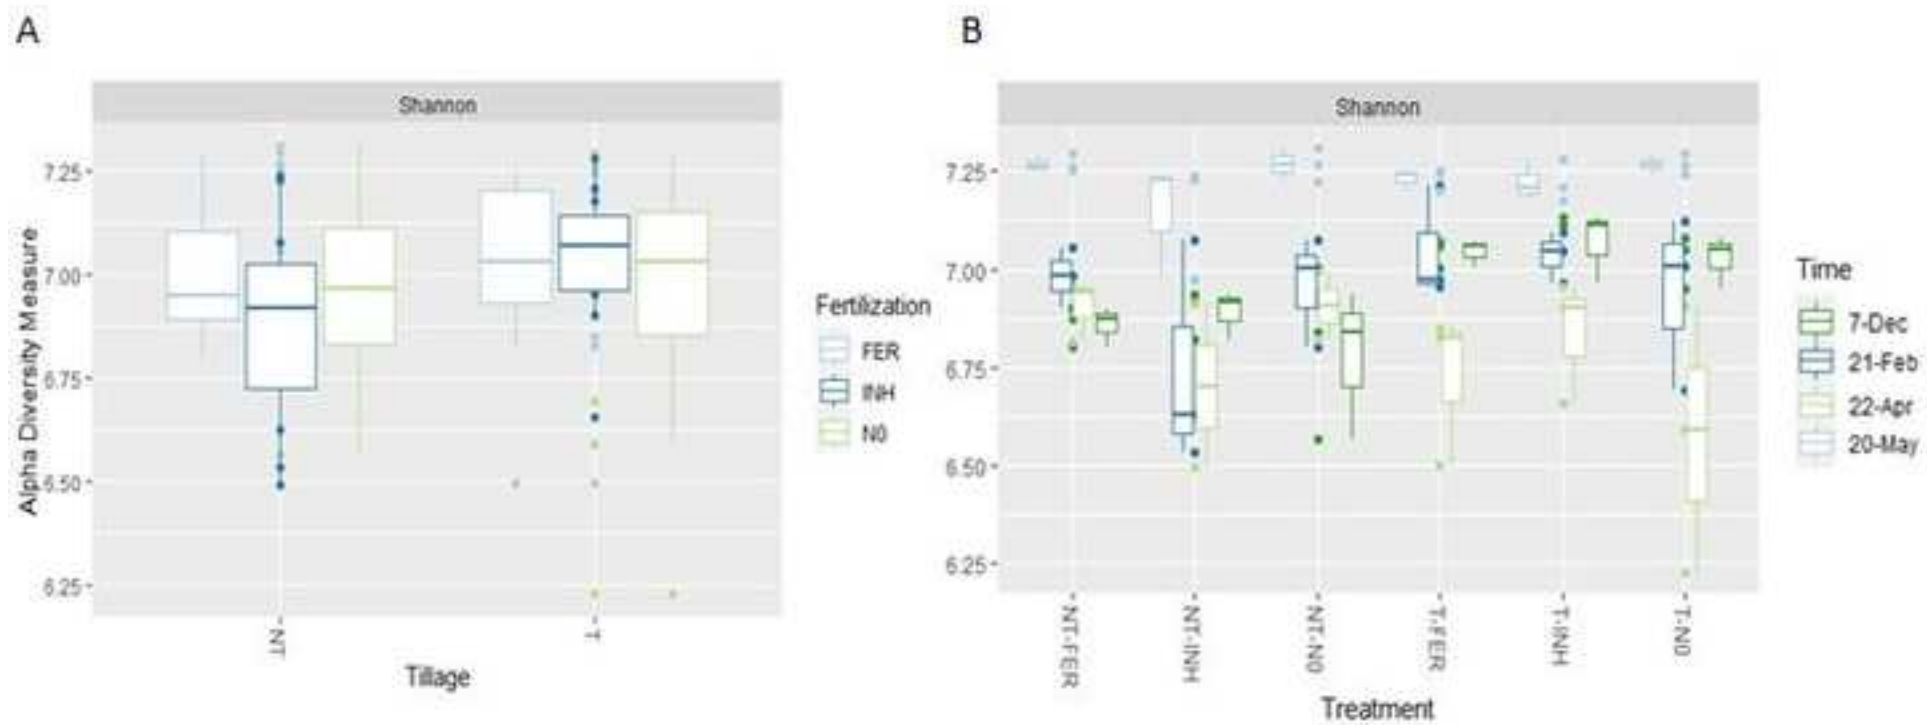 A
Shannon
7.25
7.00
6.75
6.50
6.25
Alpha Diversity Measure
NT
T
Tillage
Fertilization
FER
INH
N0
B
Shannon
7.25
7.00
6.75
6.50
6.25
NT-FER
NT-INH
NT-N0
T-FER
T-INH
T-N0
Treatment
Time
7-Dec
21-Feb
22-Apr
20-May